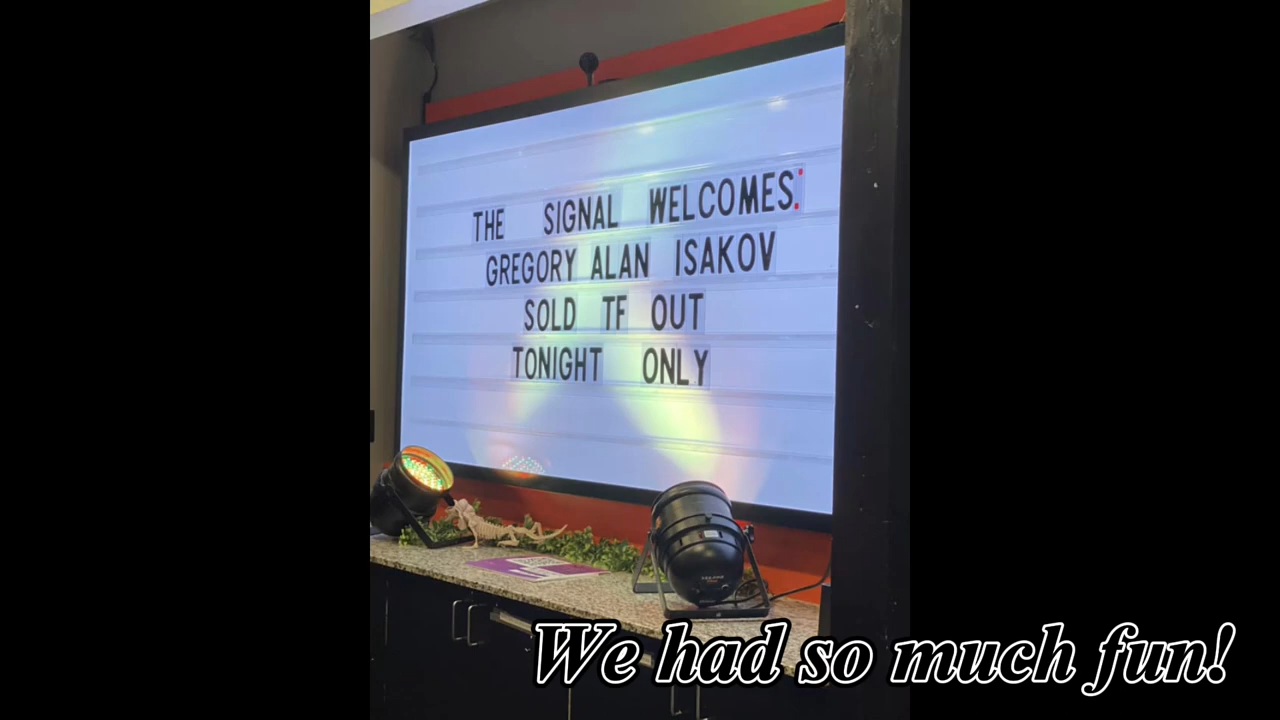 THE SIGNAL WELCOMES:
GREGORY ALAN ISAKOV
SOLD TF OUT
TONIGHT ONLY
We had so much fun!